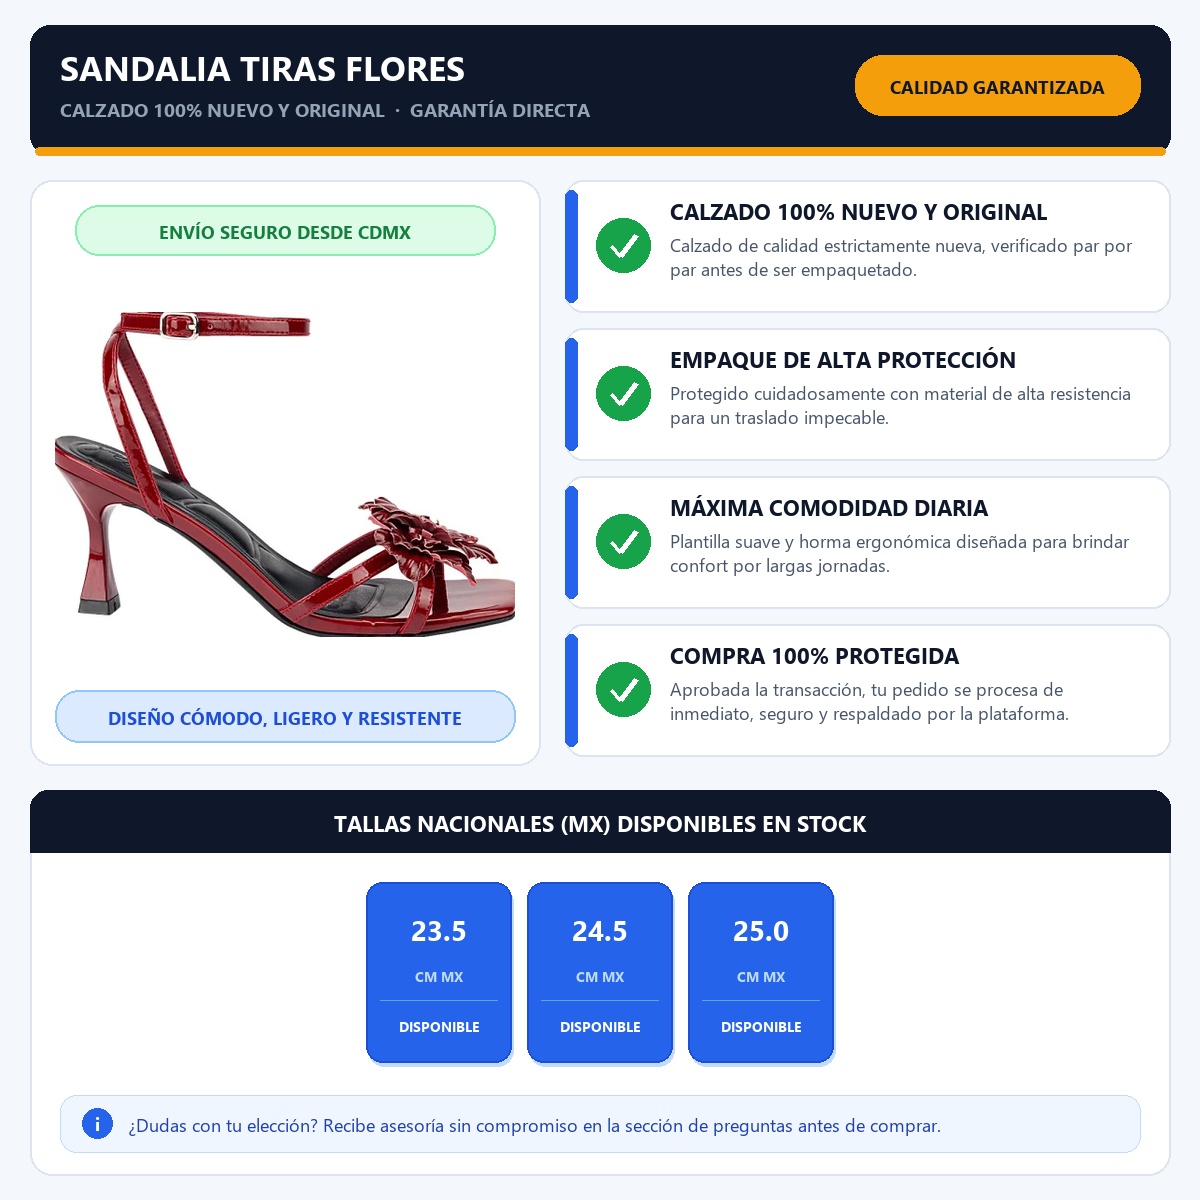 SANDALIA TIRAS FLORES
CALZADO 100% NUEVO Y ORIGINAL · GARANTÍA DIRECTA
CALIDAD GARANTIZADA
ENVÍO SEGURO DESDE CDMX
DISEÑO CÓMODO, LIGERO Y RESISTENTE
CALZADO 100% NUEVO Y ORIGINAL
Calzado de calidad estrictamente nueva, verificado par por
par antes de ser empaquetado.
EMPAQUE DE ALTA PROTECCIÓN
Protegido cuidadosamente con material de alta resistencia
para un traslado impecable.
MÁXIMA COMODIDAD DIARIA
Plantilla suave y horma ergonómica diseñada para brindar
confort por largas jornadas.
COMPRA 100% PROTEGIDA
Aprobada la transacción, tu pedido se procesa de
inmediato, seguro y respaldado por la plataforma.
TALLAS NACIONALES (MX) DISPONIBLES EN STOCK
23.5
CM MX
DISPONIBLE
24.5
CM MX
DISPONIBLE
25.0
CM MX
DISPONIBLE
¿Dudas con tu elección? Recibe asesoría sin compromiso en la sección de preguntas antes de comprar.